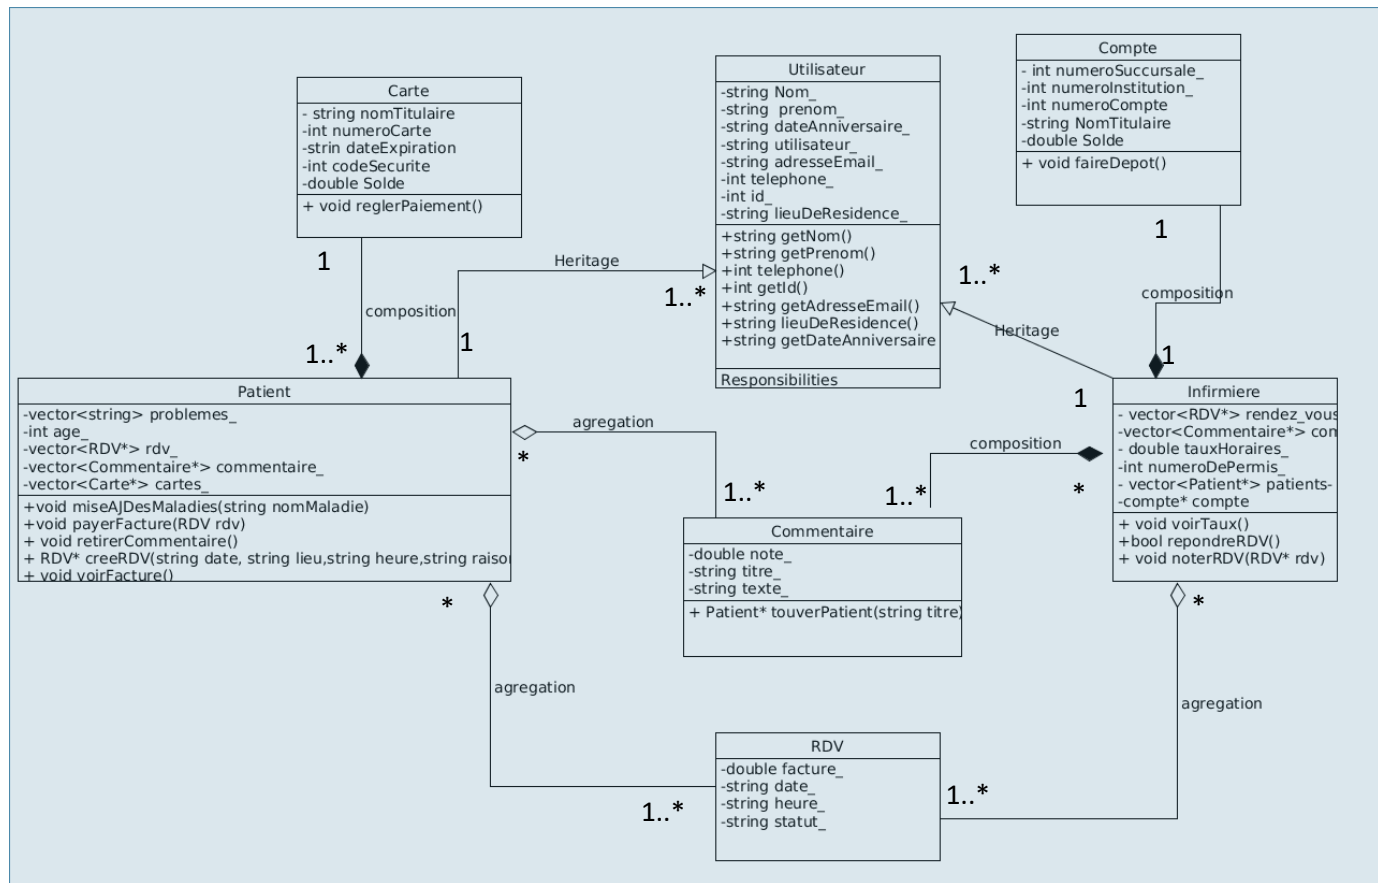 Carte
- string nomTitulaire
-int numeroCarte
-strin dateExpiration
-int codeSecurite
-double Solde
+ void reglerPaiement()
Utilisateur
-string Nom_
-string  prenom_
-string dateAnniversaire_
-string utilisateur_
-string adresseEmail_
-int telephone_
-int id_
-string lieuDeResidence_
+string getNom()
+string getPrenom()
+int telephone()
+int getId()
+string getAdresseEmail()
+string lieuDeResidence()
+string getDateAnniversaire
Responsibilities
Compte
- int numeroSuccursale_
-int numeroInstitution_
-int numeroCompte
-string NomTitulaire
-double Solde
+ void faireDepot()
1
composition
1..*
Heritage
1..*
1
1..*
Heritage
1
1
composition
1
Patient
-vector<string> problemes_
-int age_
-vector<RDV*> rdv_
-vector<Commentaire*> commentaire_
-vector<Carte*> cartes_
+void miseAJDesMaladies(string nomMaladie)
+void payerFacture(RDV rdv)
+ void retirerCommentaire()
+ RDV* creeRDV(string date, string lieu,string heure,string raison
+ void voirFacture()
agregation
*
1..*
composition
1..*
*
Infirmiere
- vector<RDV*> rendez_vous
-vector<Commentaire*> com
- double tauxHoraires_
-int numeroDePermis_
- vector<Patient*> patients-
-compte* compte
+ void voirTaux()
+bool repondreRDV()
+ void noterRDV(RDV* rdv)
Commentaire
-double note_
-string titre_
-string texte_
+ Patient* touverPatient(string titre)
*
agregation
1..*
*
agregation
1..*
RDV
-double facture_
-string date_
-string heure_
-string statut_